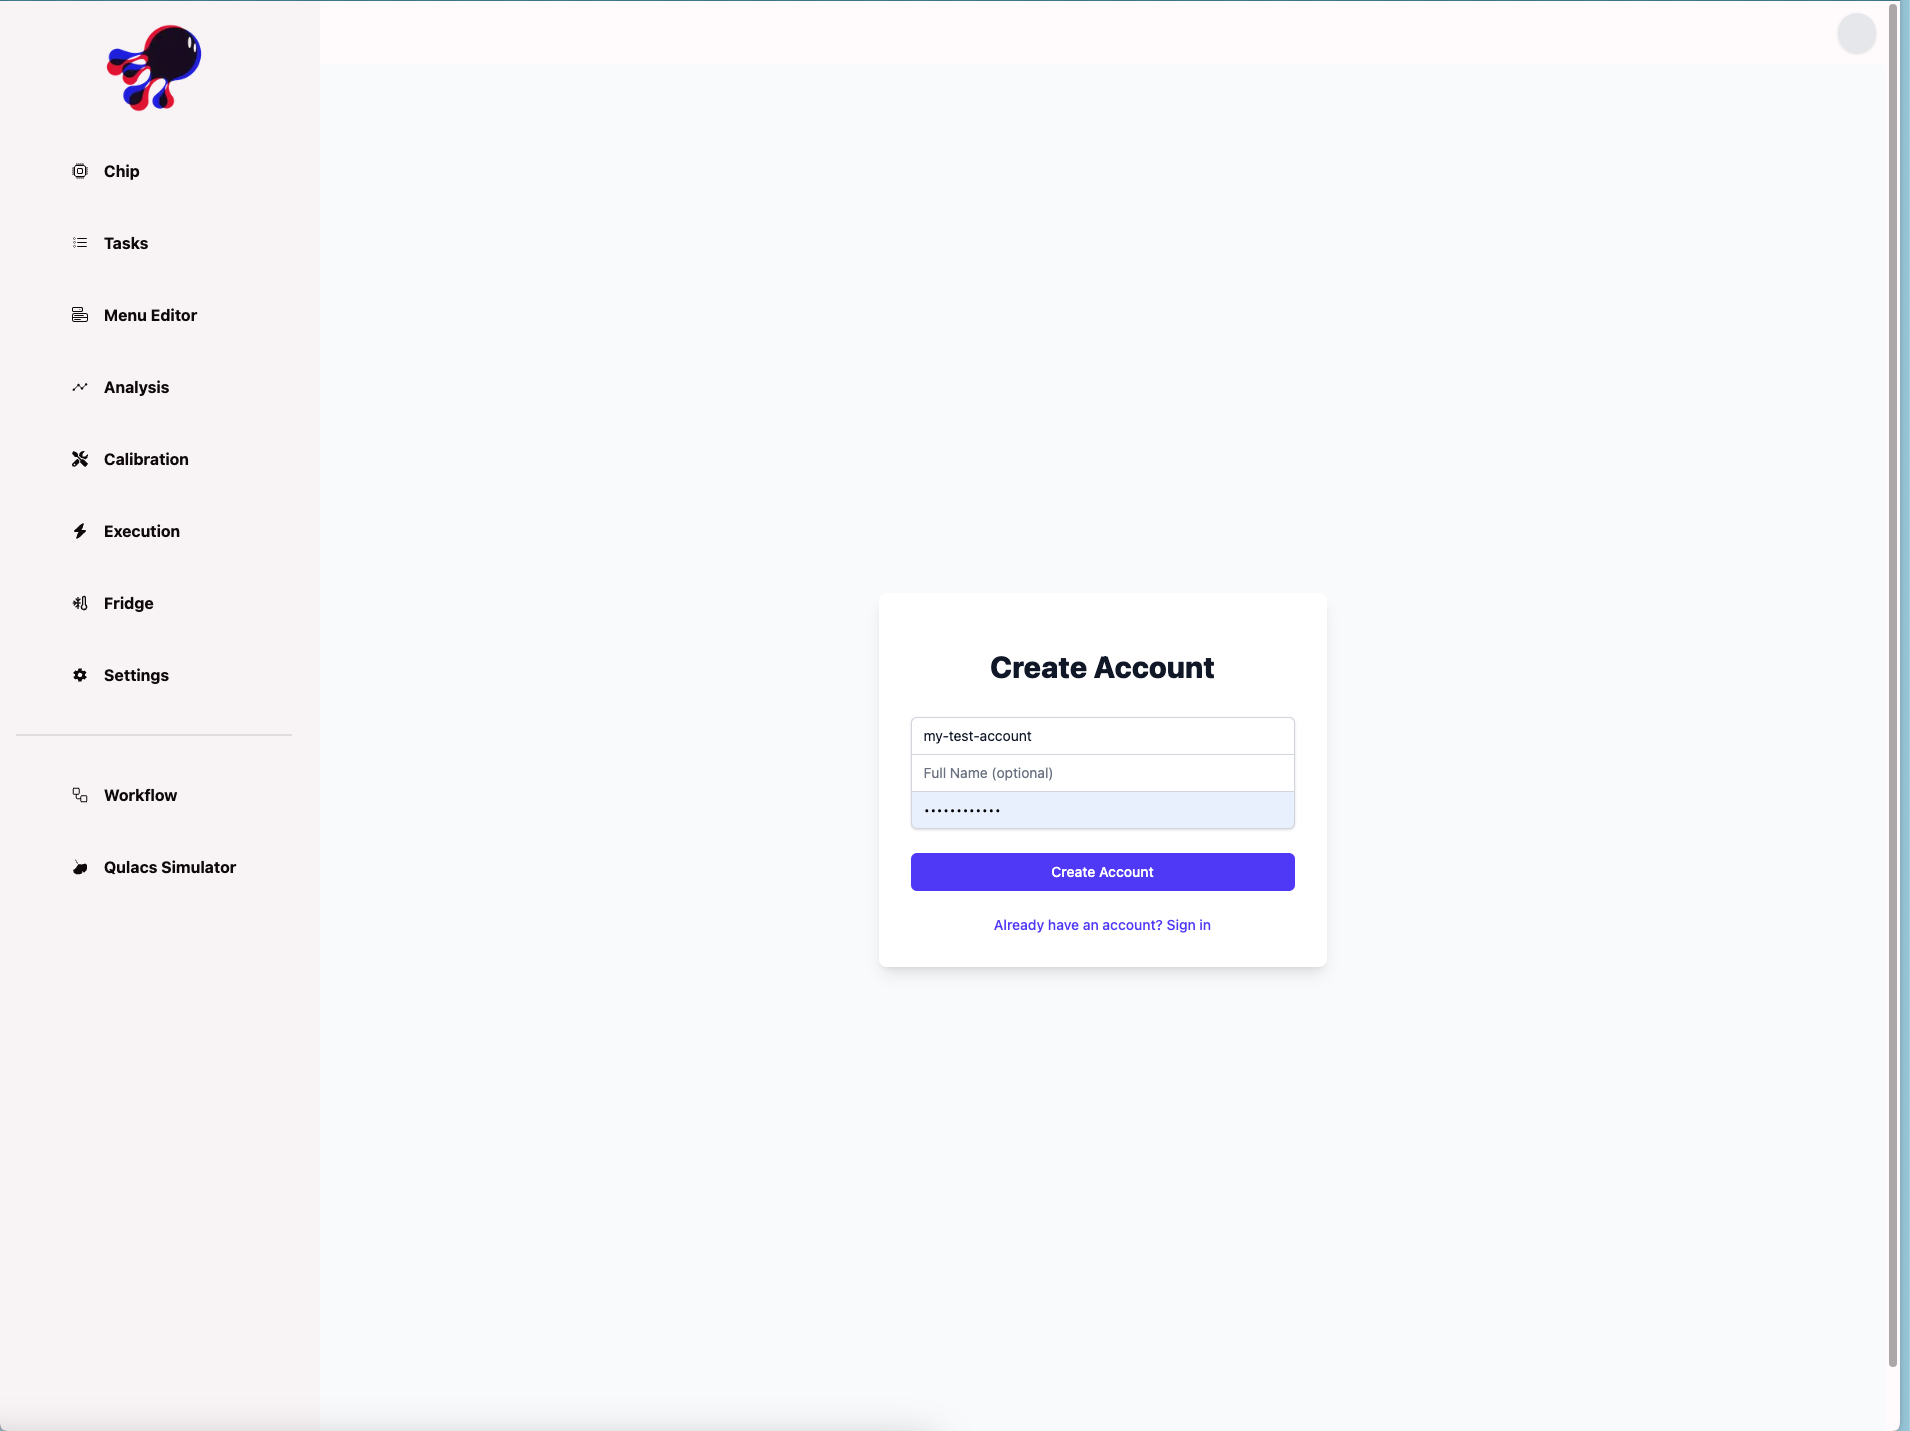 Chip
Tasks
Menu Editor
Analysis
Calibration
Execution
Fridge
Settings
Workflow
Qulacs Simulator
Create Account
my-test-account
Full Name (optional)
••••••••••••
Create Account
Already have an account? Sign in